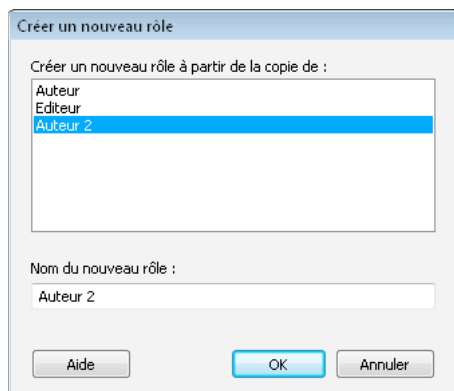 Créer un nouveau rôle
Créer un nouveau rôle à partir de la copie de :
Auteur
Editeur
Auteur 2
Nom du nouveau rôle :
Auteur 2
Aide
OK
Annuler